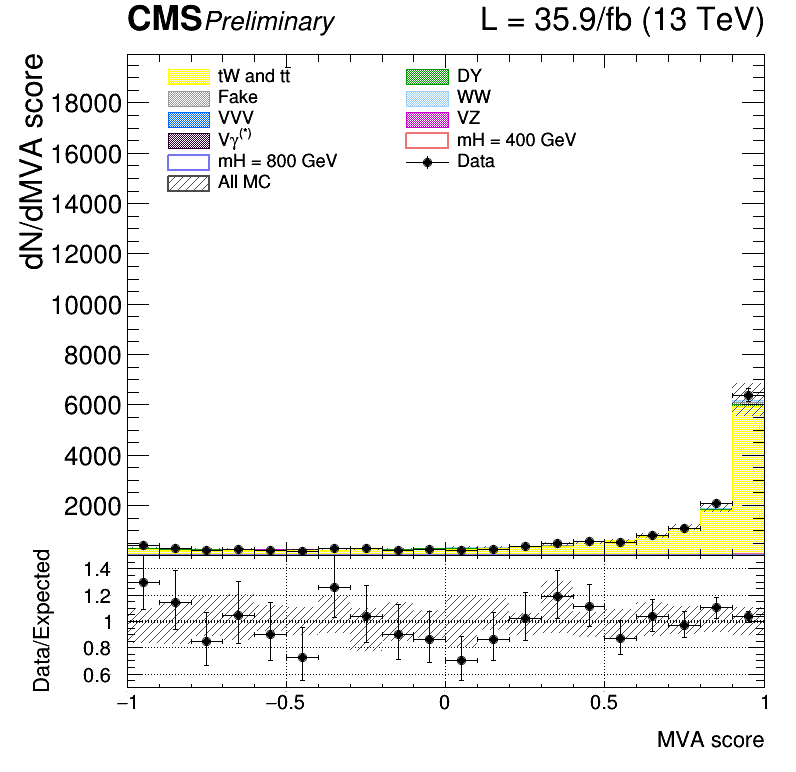 CMS Preliminary L = 35.9/fb (13 TeV)
dN/dMVA score
18000
16000
14000
12000
10000
8000
6000
4000
2000
tW and tt DY
Fake WW
VVV VZ
Vγ(*) mH = 400 GeV
mH = 800 GeV Data
All MC
Data/Expected
1.4
1.2
1
0.8
0.6
−1 −0.5 0 0.5 1
MVA score